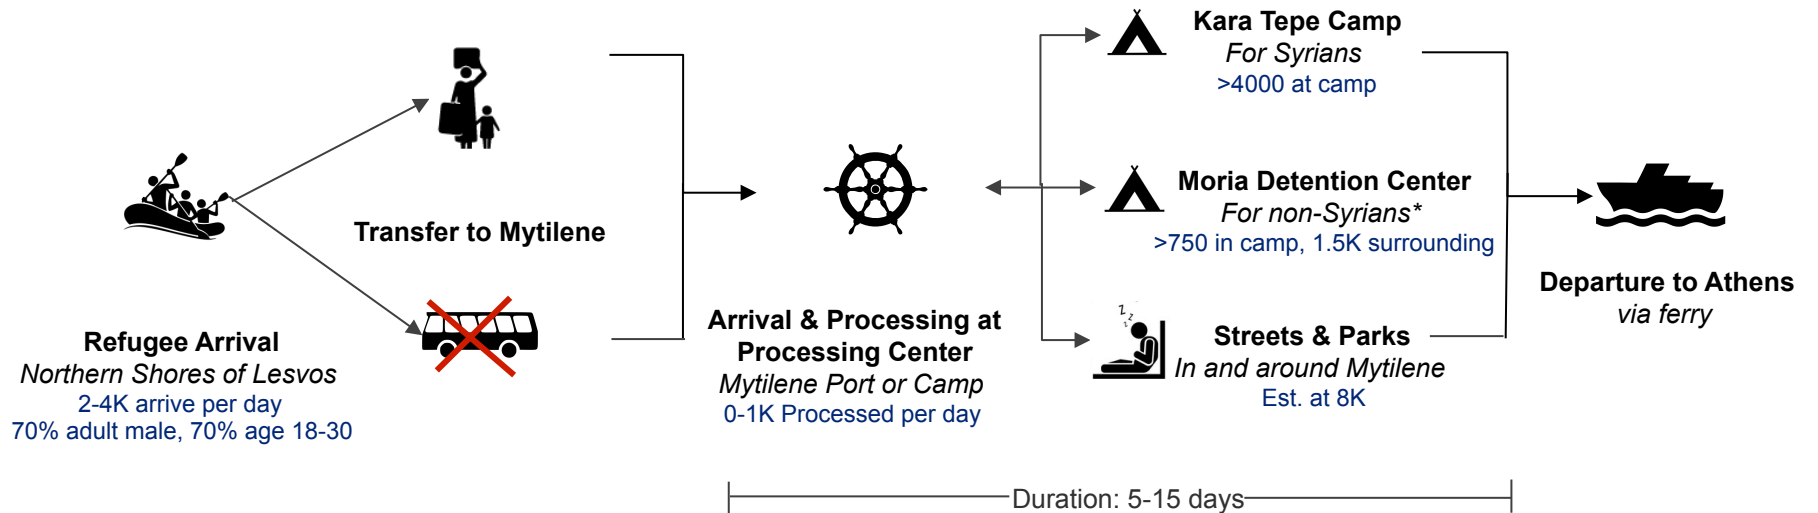 Refugee Arrival
Northern Shores of Lesvos
2-4K arrive per day
70% adult male, 70% age 18-30
Transfer to Mytilene
Arrival & Processing at
Processing Center
Mytilene Port or Camp
0-1K Processed per day
Kara Tepe Camp
For Syrians
>4000 at camp
Moria Detention Center
For non-Syrians*
>750 in camp, 1.5K surrounding
z z z z
Streets & Parks
In and around Mytilene
Est. at 8K
Departure to Athens
via ferry
Duration: 5-15 days